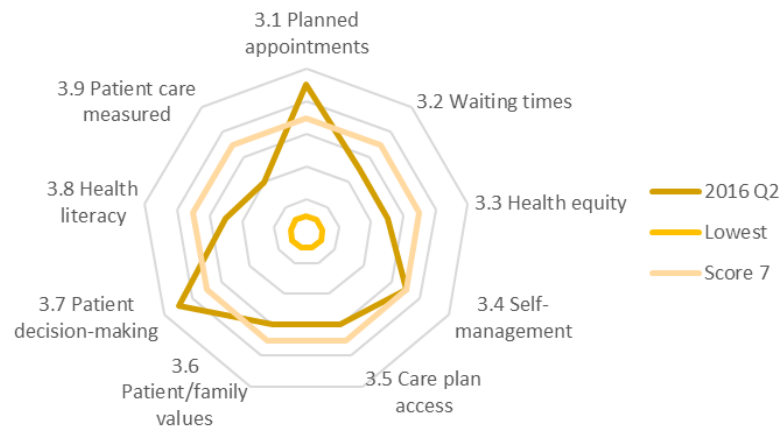 3.1 Planned
appointments
3.2 Waiting times
3.3 Health equity
3.4 Self-
management
3.5 Care plan
access
3.6
Patient/family
values
3.7 Patient
decision-making
3.8 Health
literacy
3.9 Patient care
measured
2016 Q2
Lowest
Score 7